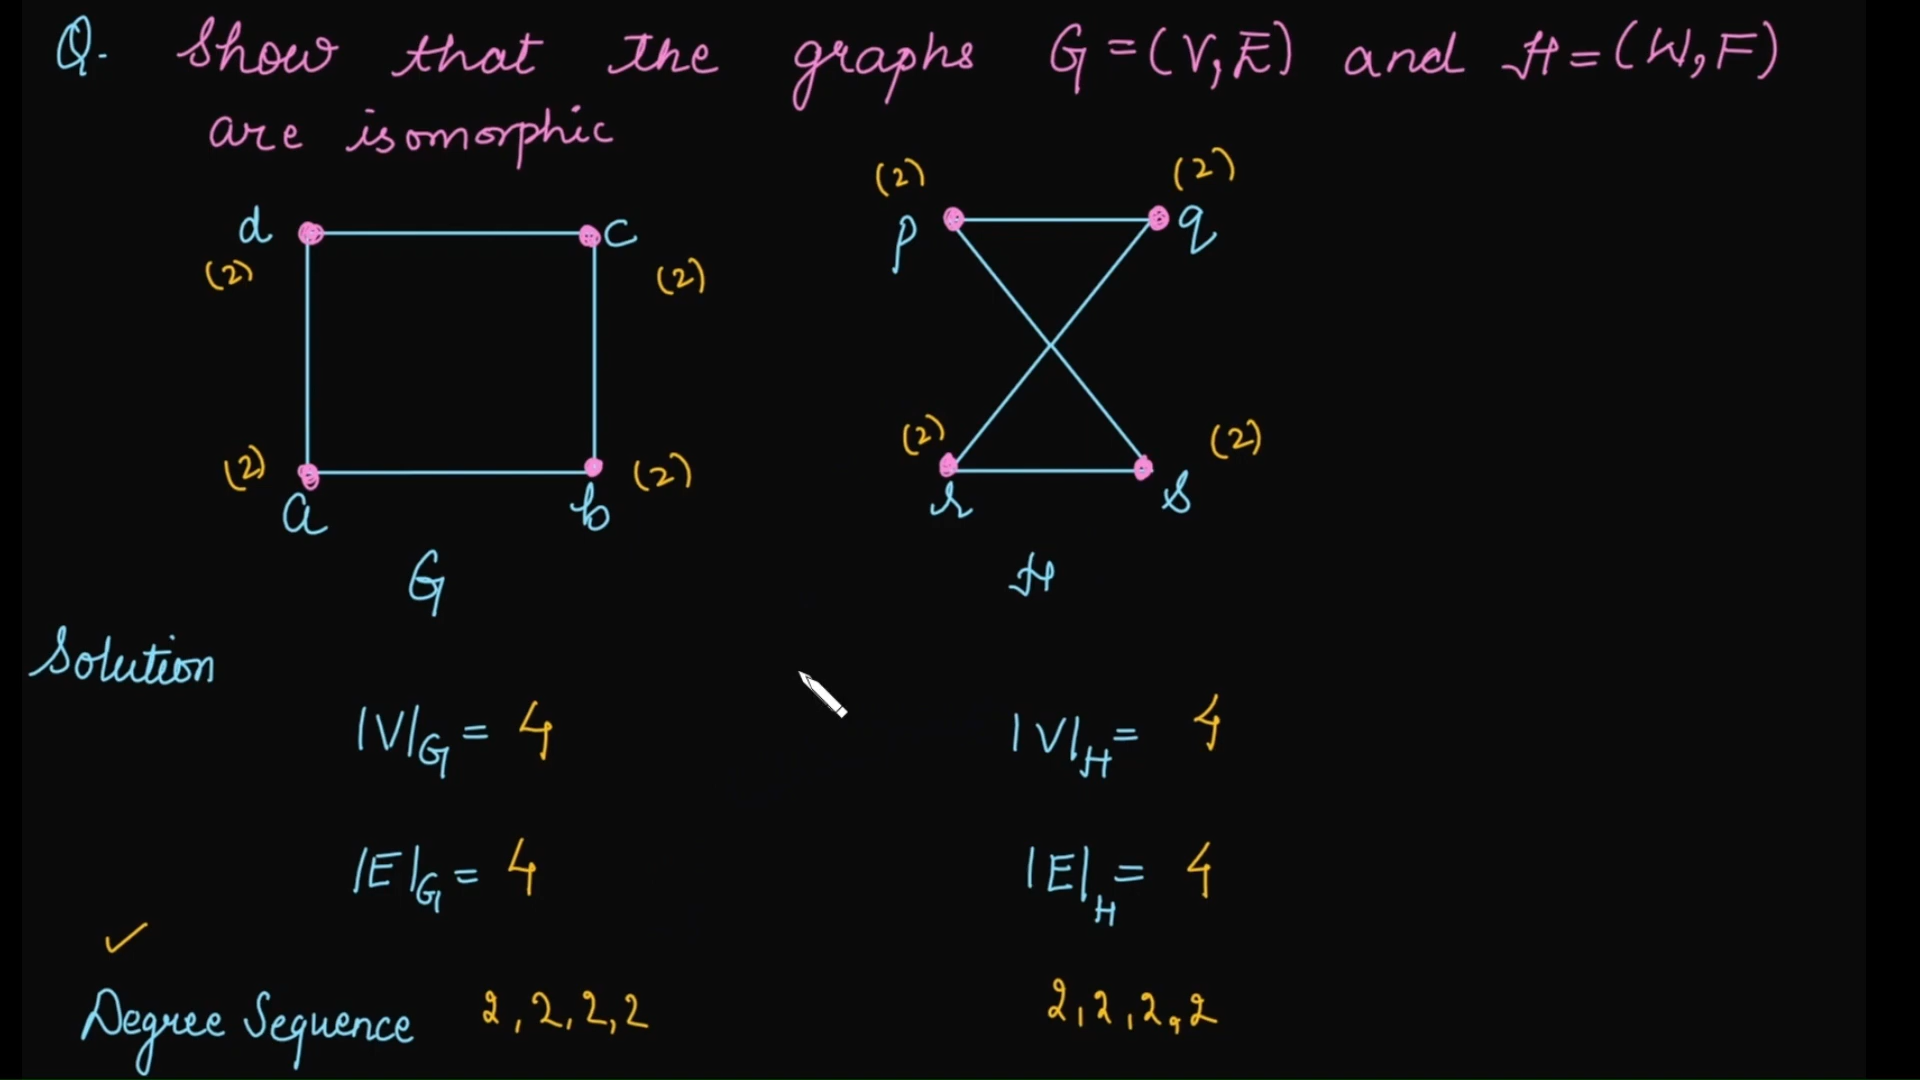 Q. Show that the graphs G = (V, E) and H = (W, F)
are isomorphic
(2) (2)
d c p q
(2) (2)
(2) (2) (2) (2)
a b r s
G H
Solution
|V|G = 4 |V|H = 4
|E|G = 4 |E|H = 4
✓
Degree Sequence 2, 2, 2, 2 2, 2, 2, 2